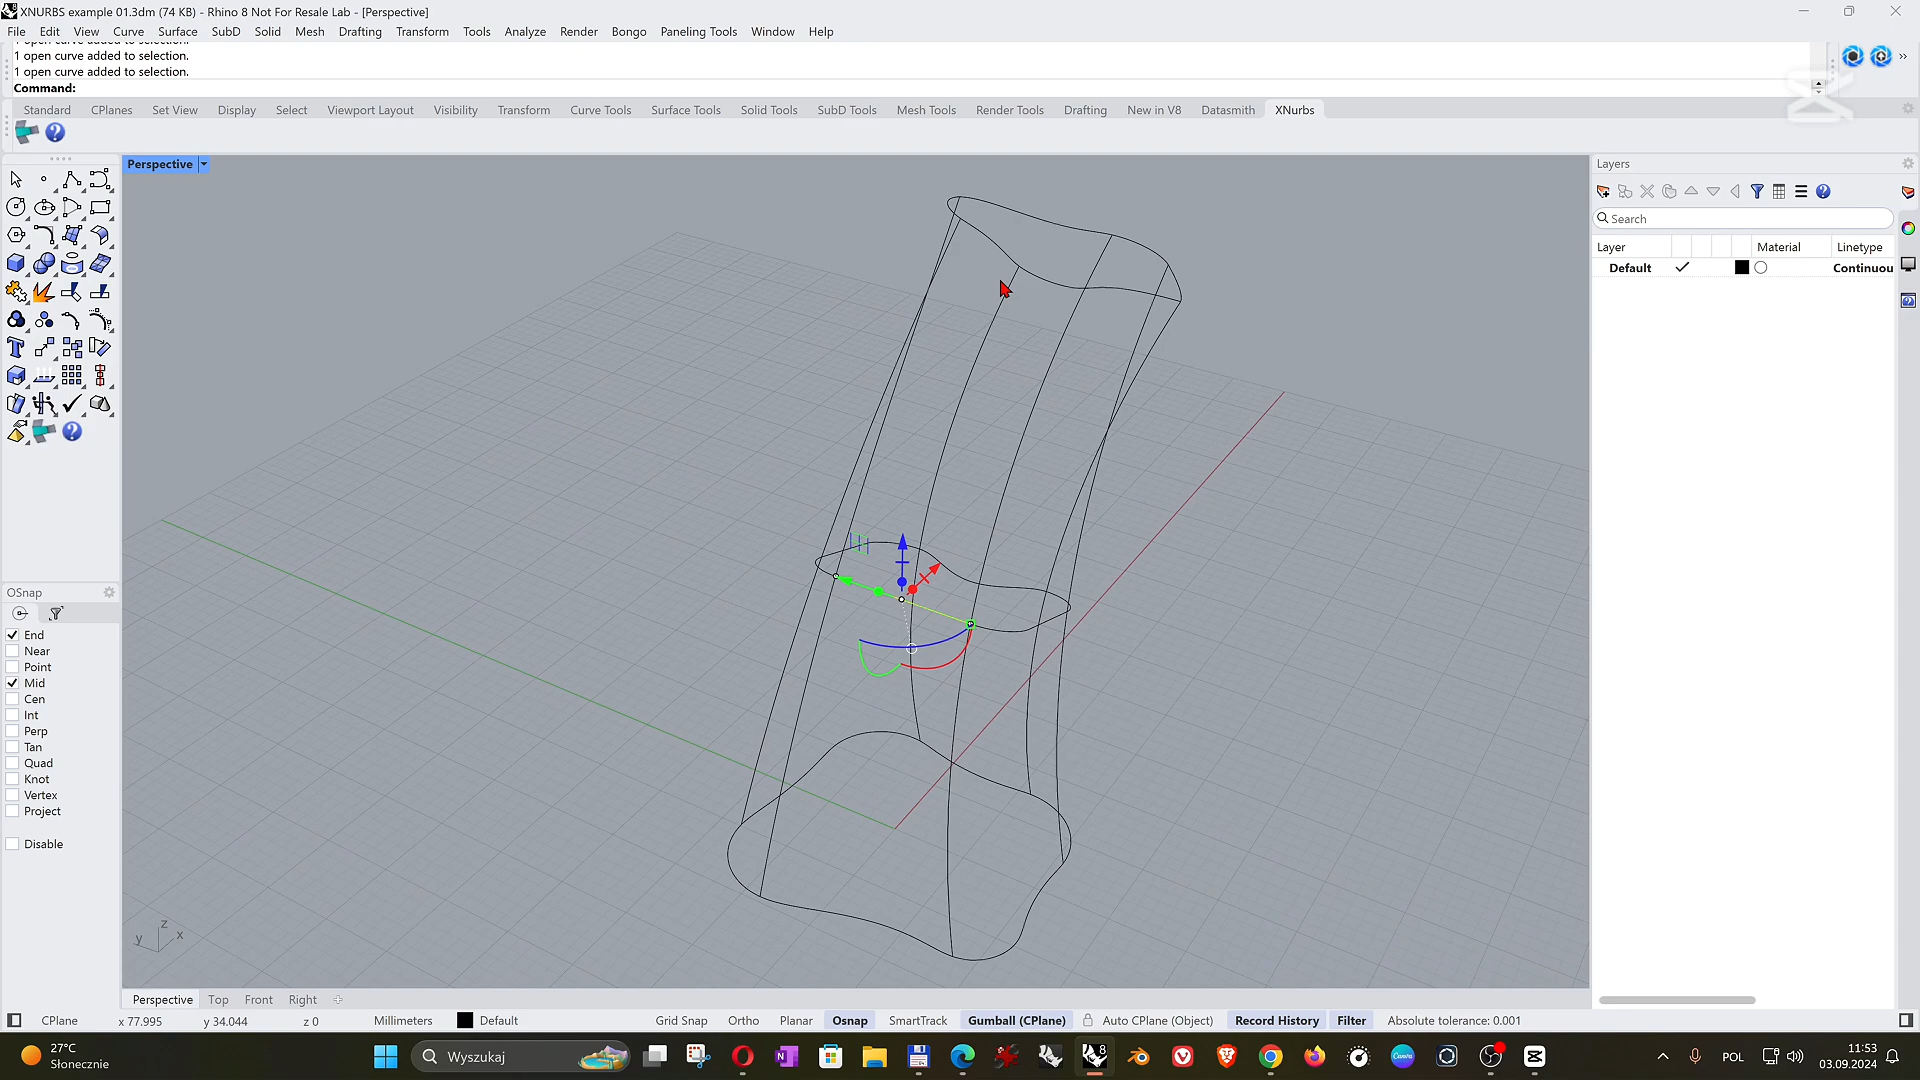 XNURBS example 01.3dm (74 KB) - Rhino 8 Not For Resale Lab - [Perspective]
File Edit View Curve Surface SubD Solid Mesh Drafting Transform Tools Analyze Render Bongo Paneling Tools Window Help
1 open curve added to selection.
1 open curve added to selection.
1 open curve added to selection.
Command:
Standard CPlanes Set View Display Select Viewport Layout Visibility Transform Curve Tools Surface Tools Solid Tools SubD Tools Mesh Tools Render Tools Drafting New in V8 Datasmith XNurbs
Perspective
Layers
Search
Layer Material Linetype
Default Continuou
OSnap
End
Near
Point
Mid
Cen
Int
Perp
Tan
Quad
Knot
Vertex
Project
Disable
z
y x
Perspective Top Front Right
CPlane x 77.995 y 34.044 z 0 Millimeters Default Grid Snap Ortho Planar Osnap SmartTrack Gumball (CPlane) Auto CPlane (Object) Record History Filter Absolute tolerance: 0.001
27°C
Słonecznie
Wyszukaj
POL
11:53
03.09.2024